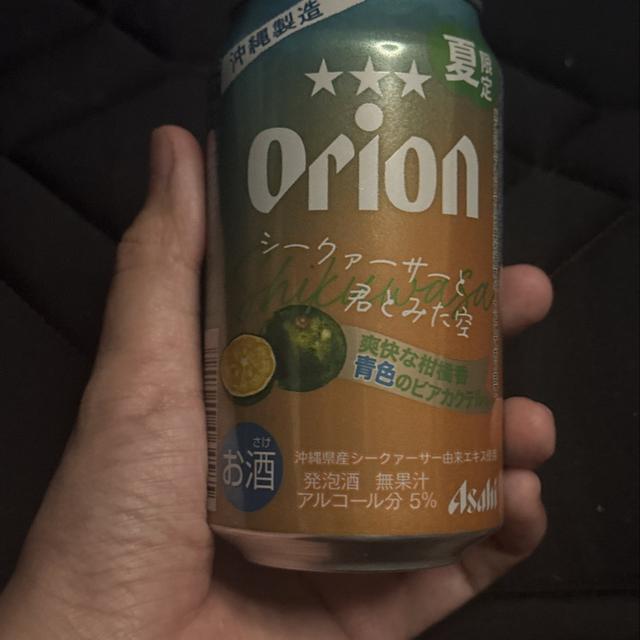 沖縄製造
夏限定
orion
シークァーサーと
君とみた空
Shikuwasa
爽快な柑橘香
青色のビアカクテル
さけ
お酒
沖縄県産シークァーサー由来エキス使用
発泡酒 無果汁
アルコール分 5%
Asahi